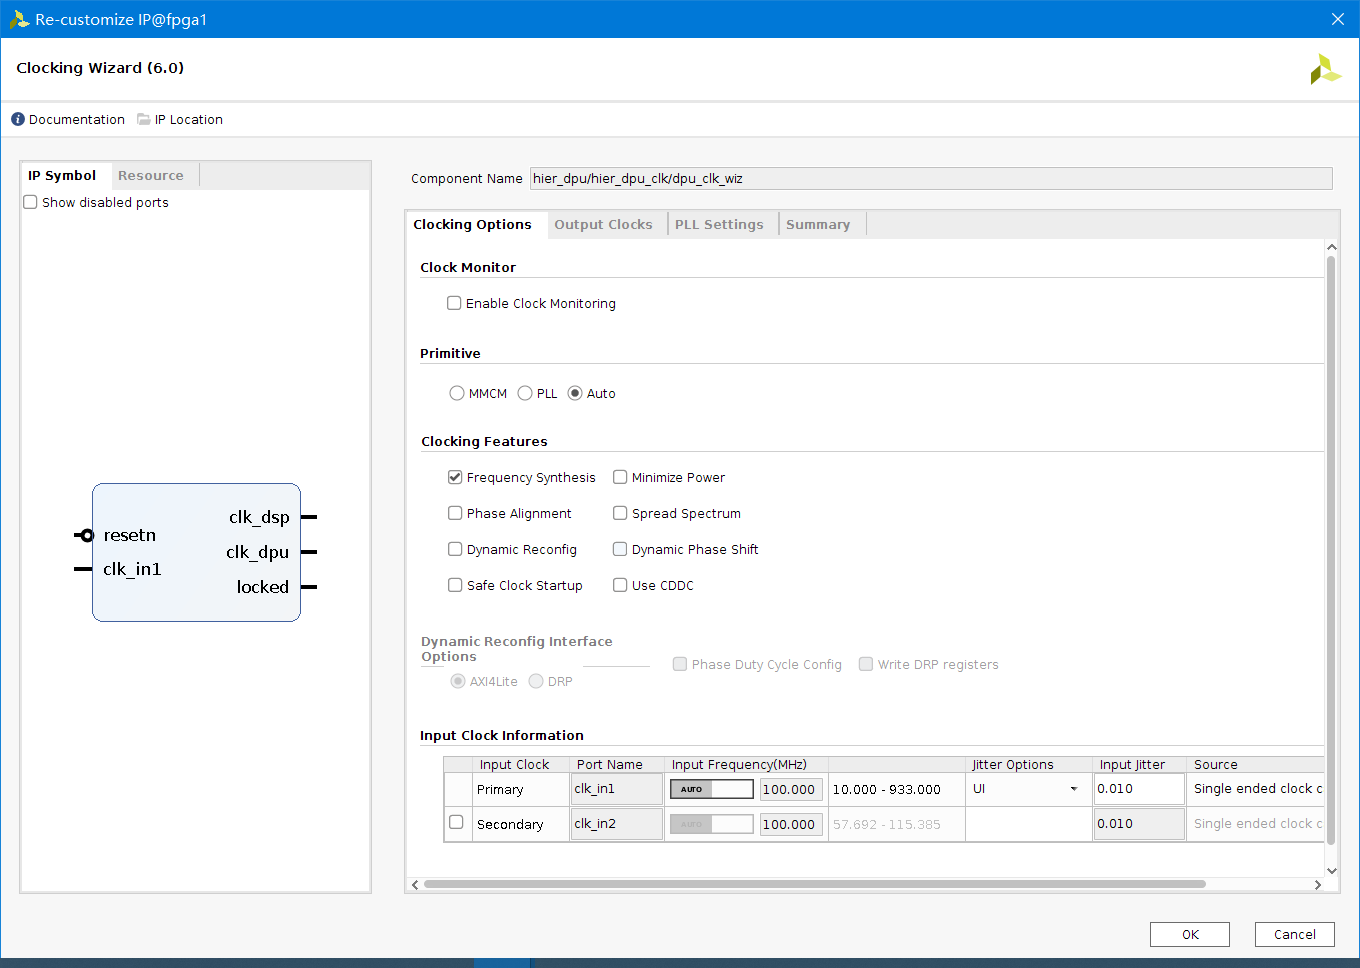 Re-customize IP@fpga1
Clocking Wizard (6.0)
Documentation IP Location
IP Symbol Resource
Show disabled ports
resetn
clk_in1
clk_dsp
clk_dpu
locked
Component Name hier_dpu/hier_dpu_clk/dpu_clk_wiz
Clocking Options Output Clocks PLL Settings Summary
Clock Monitor
Enable Clock Monitoring
Primitive
MMCM PLL Auto
Clocking Features
Frequency Synthesis Minimize Power
Phase Alignment Spread Spectrum
Dynamic Reconfig Dynamic Phase Shift
Safe Clock Startup Use CDDC
Dynamic Reconfig Interface
Options
Phase Duty Cycle Config Write DRP registers
AXI4Lite DRP
Input Clock Information
Input Clock Port Name Input Frequency(MHz) Jitter Options Input Jitter Source
Primary clk_in1 AUTO 100.000 10.000 - 933.000 UI 0.010 Single ended clock c
Secondary clk_in2 AUTO 100.000 57.692 - 115.385 0.010 Single ended clock c
OK Cancel